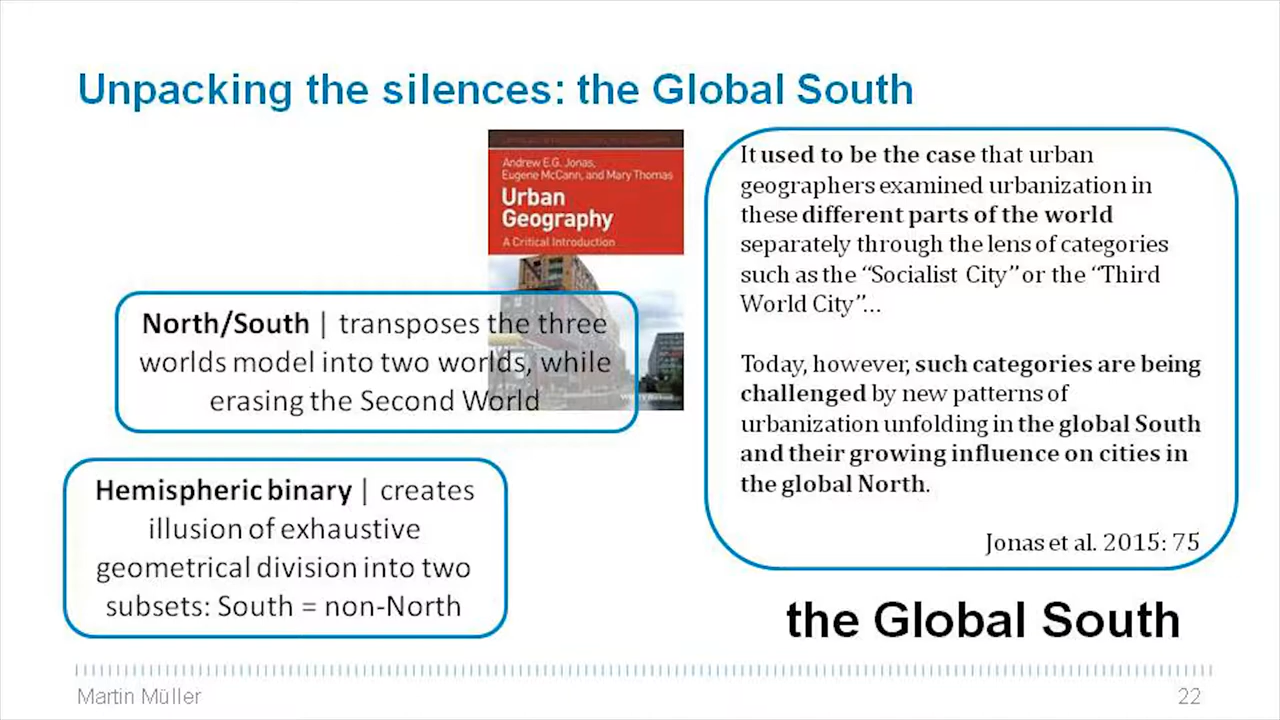 Unpacking the silences: the Global South
Andrew E.G. Jonas,
Eugene McCann, and Mary Thomas
Urban
Geography
A Critical Introduction
North/South | transposes the three
worlds model into two worlds, while
erasing the Second World
Hemispheric binary | creates
illusion of exhaustive
geometrical division into two
subsets: South = non-North
It used to be the case that urban
geographers examined urbanization in
these different parts of the world
separately through the lens of categories
such as the “Socialist City” or the “Third
World City”…
Today, however, such categories are being
challenged by new patterns of
urbanization unfolding in the global South
and their growing influence on cities in
the global North.
Jonas et al. 2015: 75
the Global South
Martin Müller
22